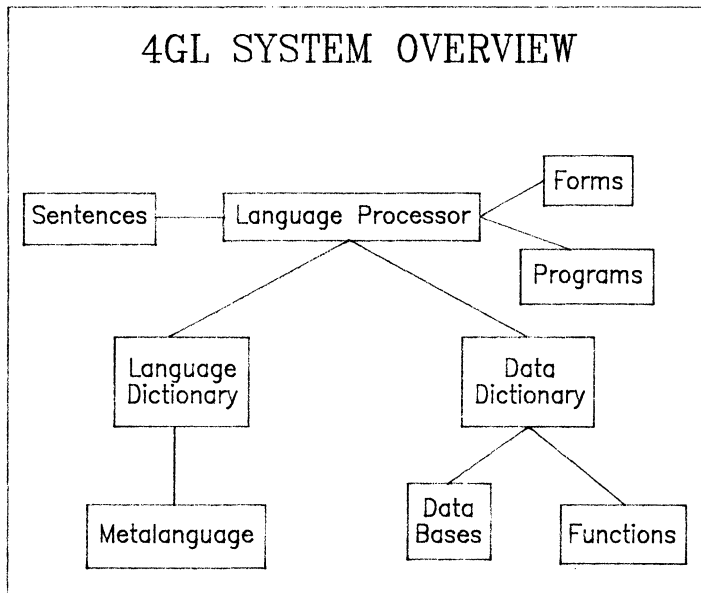 4GL SYSTEM OVERVIEW
Forms
Sentences
Language Processor
Programs
Language
Dictionary
Data
Dictionary
Metalanguage
Data
Bases
Functions